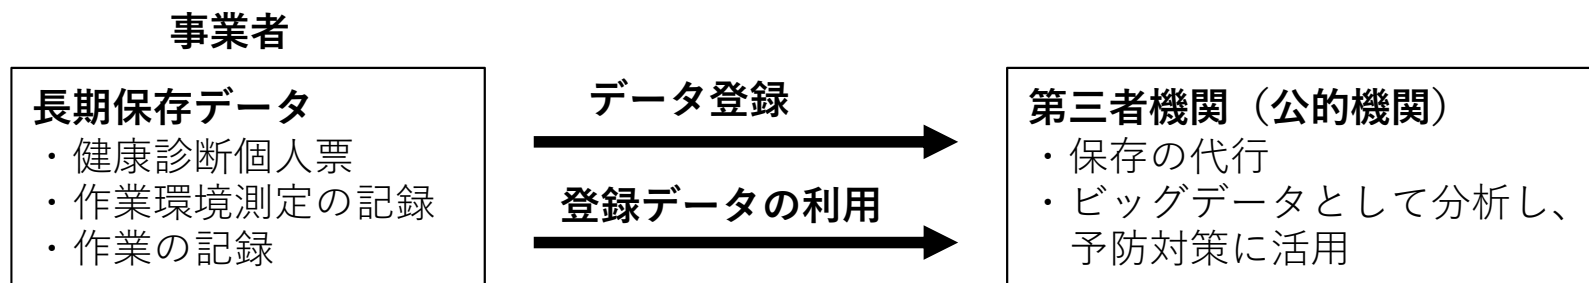 事業者
長期保存データ
・健康診断個人票
・作業環境測定の記録
・作業の記録
データ登録
登録データの利用
第三者機関（公的機関）
・保存の代行
・ビッグデータとして分析し、
予防対策に活用